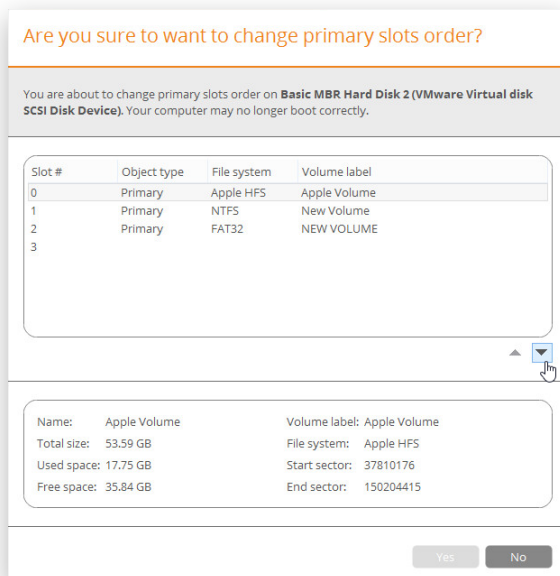 Are you sure to want to change primary slots order?
You are about to change primary slots order on Basic MBR Hard Disk 2 (VMware Virtual disk
SCSI Disk Device). Your computer may no longer boot correctly.
Slot # Object type File system Volume label
0 Primary Apple HFS Apple Volume
1 Primary NTFS New Volume
2 Primary FAT32 NEW VOLUME
3
Name: Apple Volume Volume label: Apple Volume
Total size: 53.59 GB File system: Apple HFS
Used space: 17.75 GB Start sector: 37810176
Free space: 35.84 GB End sector: 150204415
Yes No